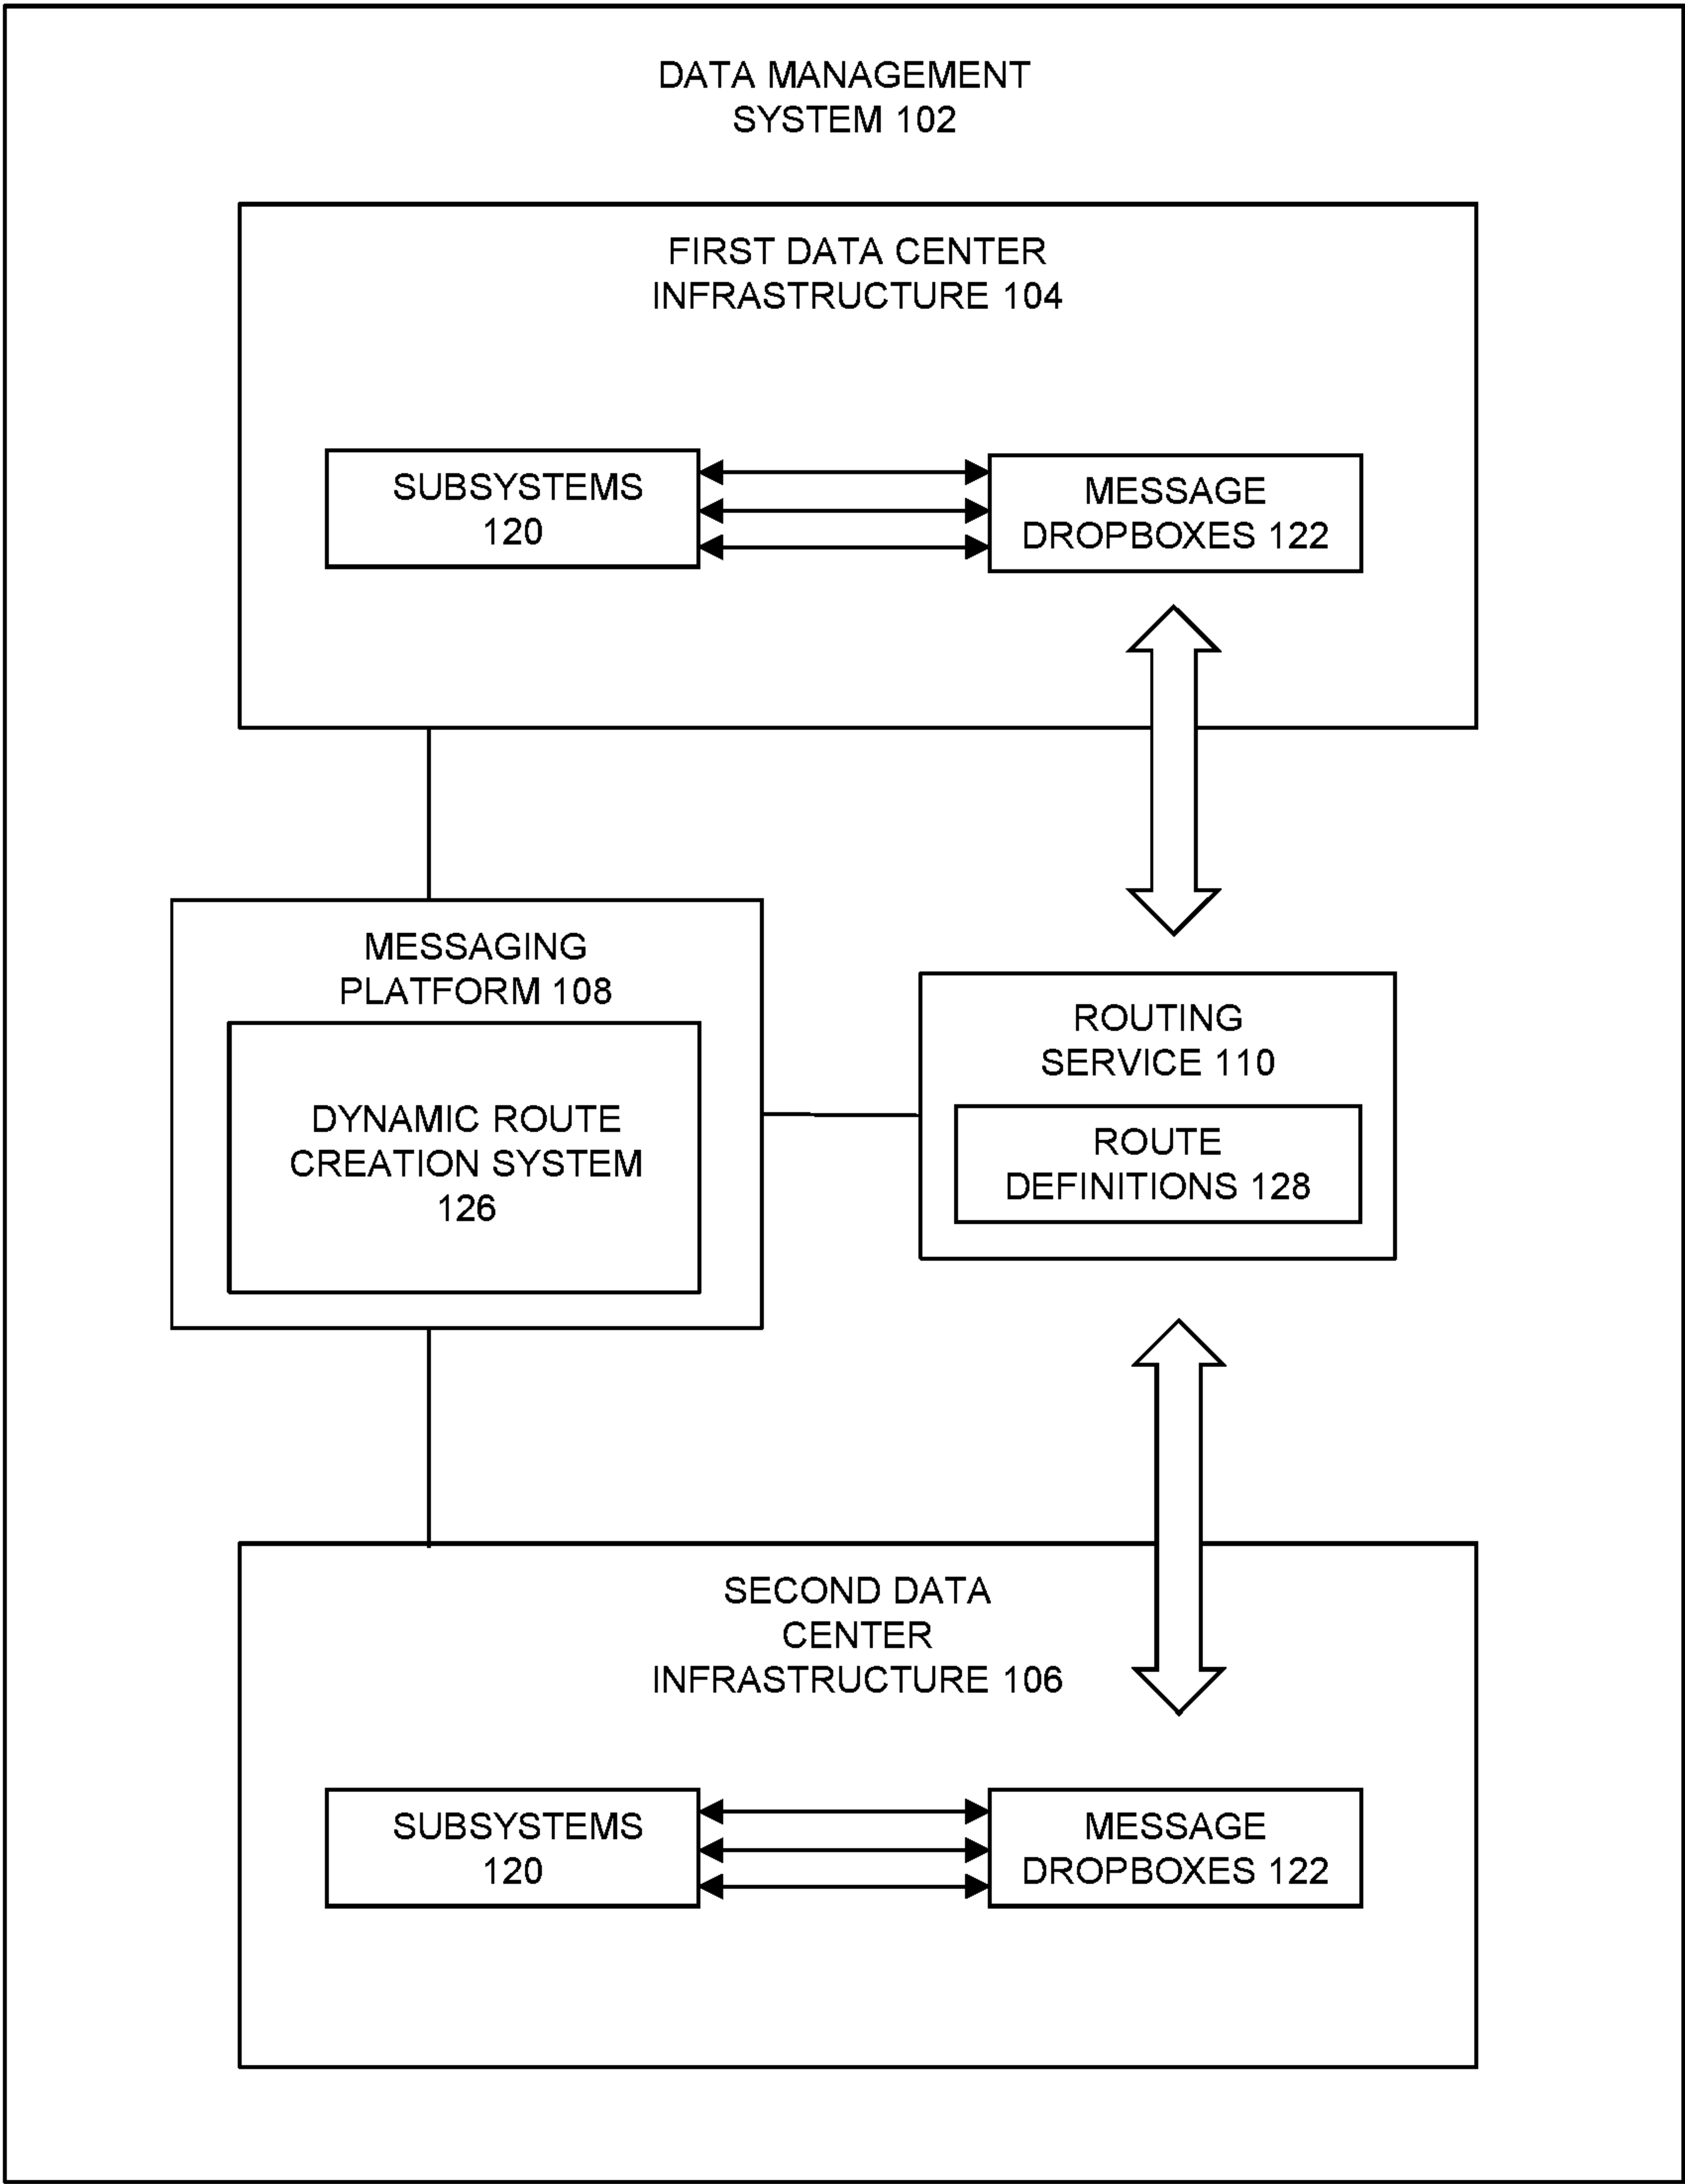 DATA MANAGEMENT
SYSTEM 102
FIRST DATA CENTER
INFRASTRUCTURE 104
SUBSYSTEMS
120
MESSAGE
DROPBOXES 122
MESSAGING
PLATFORM 108
DYNAMIC ROUTE
CREATION SYSTEM
126
ROUTING
SERVICE 110
ROUTE
DEFINITIONS 128
SECOND DATA
CENTER
INFRASTRUCTURE 106
SUBSYSTEMS
120
MESSAGE
DROPBOXES 122